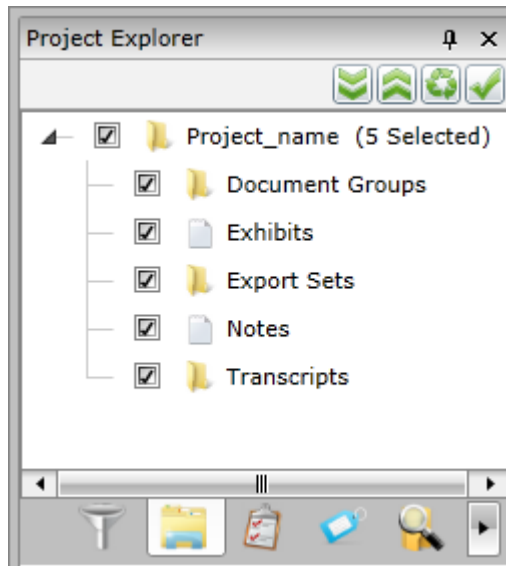 Project Explorer
Project_name (5 Selected)
Document Groups
Exhibits
Export Sets
Notes
Transcripts